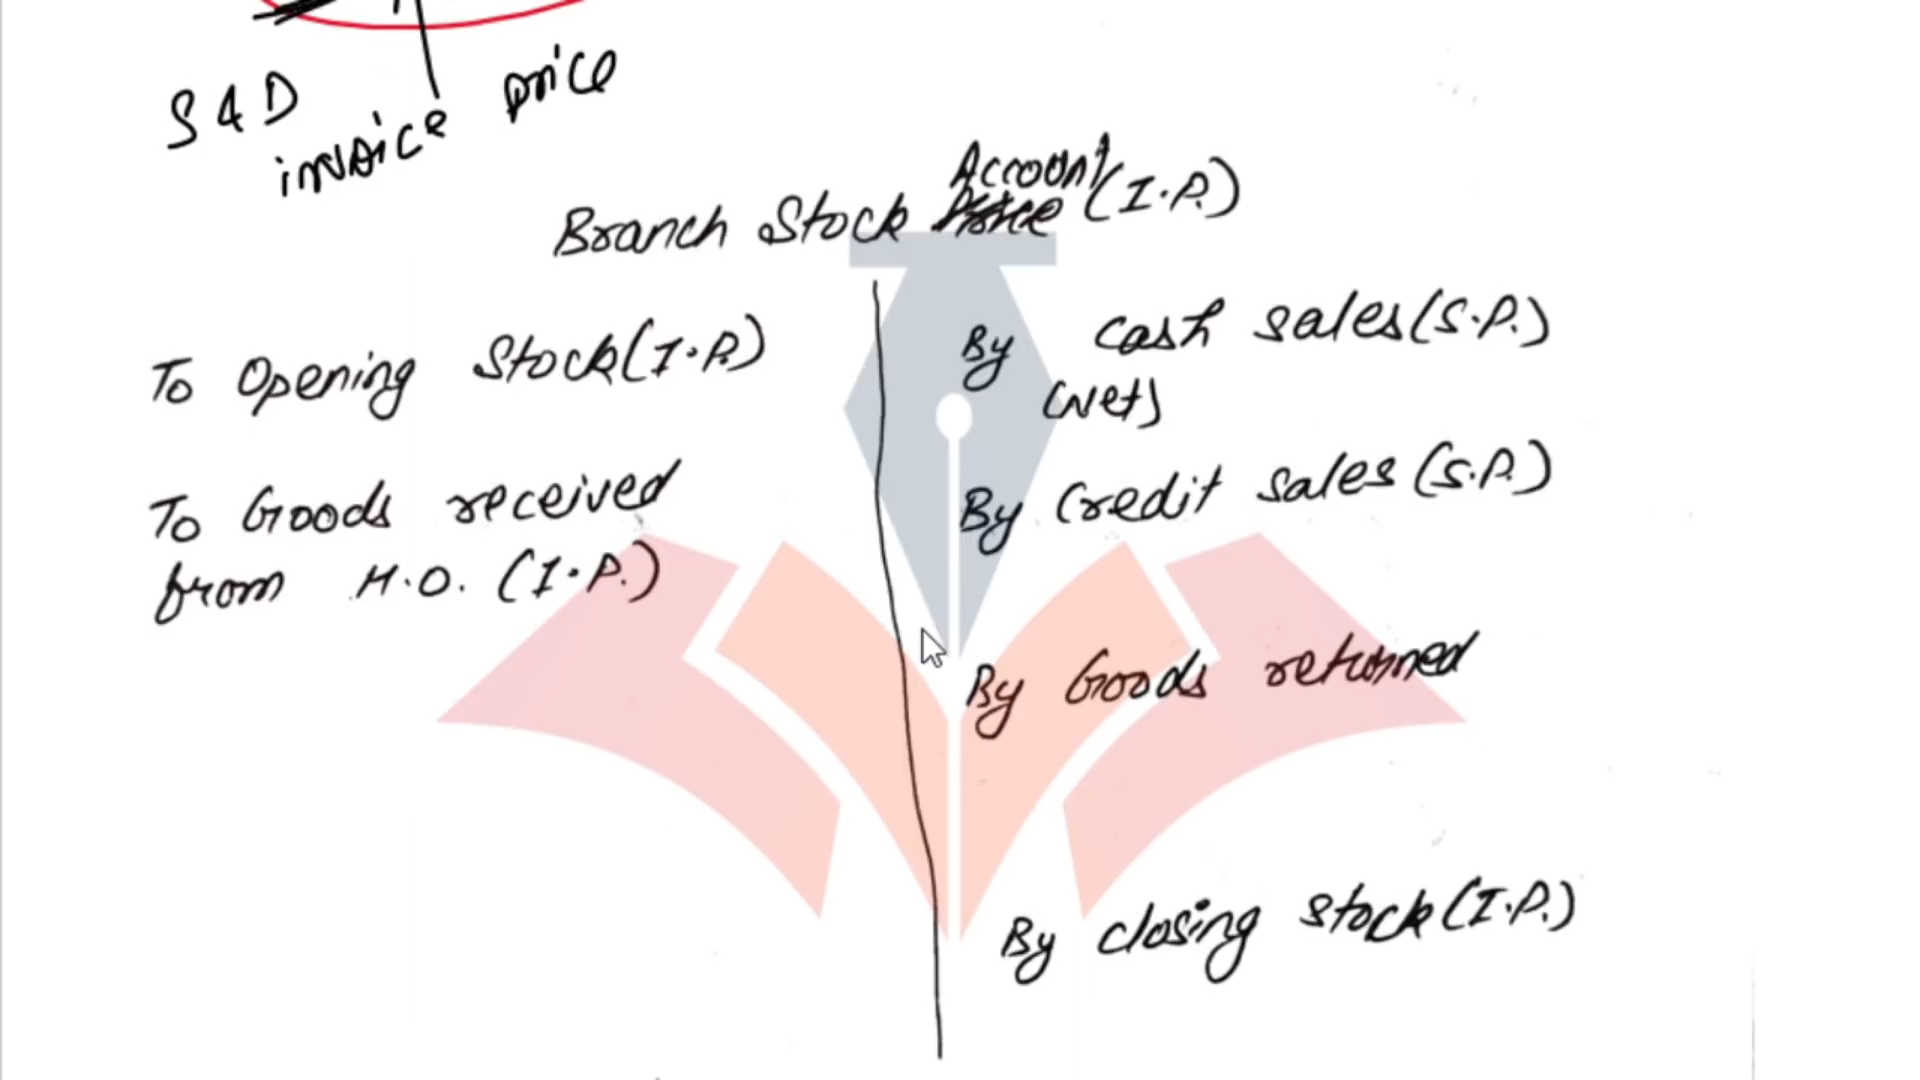 S & D
invoice price
Account
Branch Stock (I.P.)
To Opening Stock (I.P.)
To Goods received
from H.O. (I.P.)
By Cash sales (S.P.)
(Net)
By Credit sales (S.P.)
By Goods returned
By closing stock (I.P.)